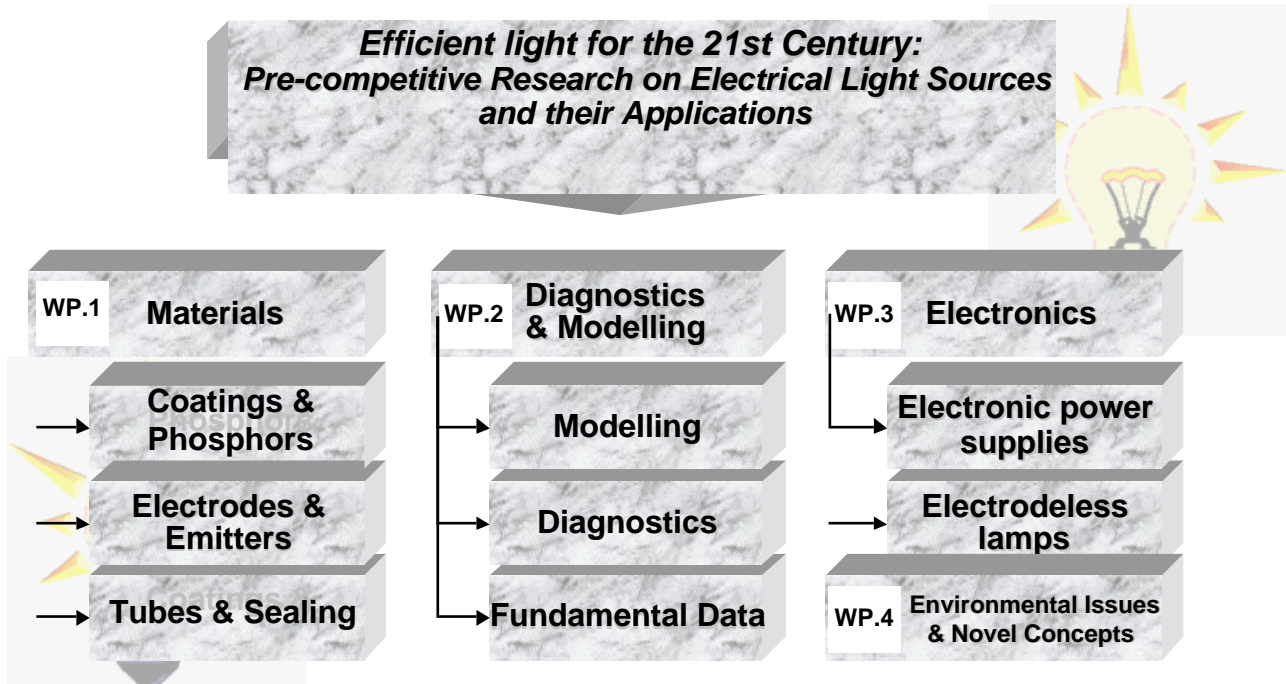 Efficient light for the 21st Century:
Pre-competitive Research on Electrical Light Sources
and their Applications
WP.1
Materials
Coatings &
Phosphors
Electrodes &
Emitters
Tubes & Sealing
WP.2
Diagnostics
& Modelling
Modelling
Diagnostics
Fundamental Data
WP.3
Electronics
Electronic power
supplies
Electrodeless
lamps
WP.4
Environmental Issues
& Novel Concepts